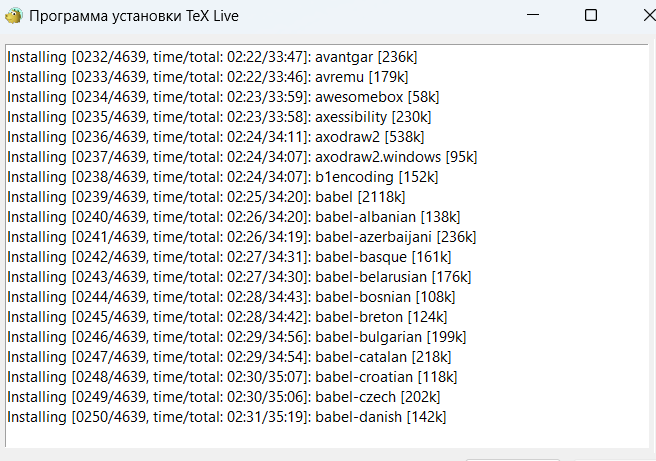 Программа установки TeX Live
Installing [0232/4639, time/total: 02:22/33:47]: avantgar [236k]
Installing [0233/4639, time/total: 02:22/33:46]: avremu [179k]
Installing [0234/4639, time/total: 02:23/33:59]: awesomebox [58k]
Installing [0235/4639, time/total: 02:23/33:58]: axessibility [230k]
Installing [0236/4639, time/total: 02:24/34:11]: axodraw2 [538k]
Installing [0237/4639, time/total: 02:24/34:07]: axodraw2.windows [95k]
Installing [0238/4639, time/total: 02:24/34:07]: b1encoding [152k]
Installing [0239/4639, time/total: 02:25/34:20]: babel [2118k]
Installing [0240/4639, time/total: 02:26/34:20]: babel-albanian [138k]
Installing [0241/4639, time/total: 02:26/34:19]: babel-azerbaijani [236k]
Installing [0242/4639, time/total: 02:27/34:31]: babel-basque [161k]
Installing [0243/4639, time/total: 02:27/34:30]: babel-belarusian [176k]
Installing [0244/4639, time/total: 02:28/34:43]: babel-bosnian [108k]
Installing [0245/4639, time/total: 02:28/34:42]: babel-breton [124k]
Installing [0246/4639, time/total: 02:29/34:56]: babel-bulgarian [199k]
Installing [0247/4639, time/total: 02:29/34:54]: babel-catalan [218k]
Installing [0248/4639, time/total: 02:30/35:07]: babel-croatian [118k]
Installing [0249/4639, time/total: 02:30/35:06]: babel-czech [202k]
Installing [0250/4639, time/total: 02:31/35:19]: babel-danish [142k]